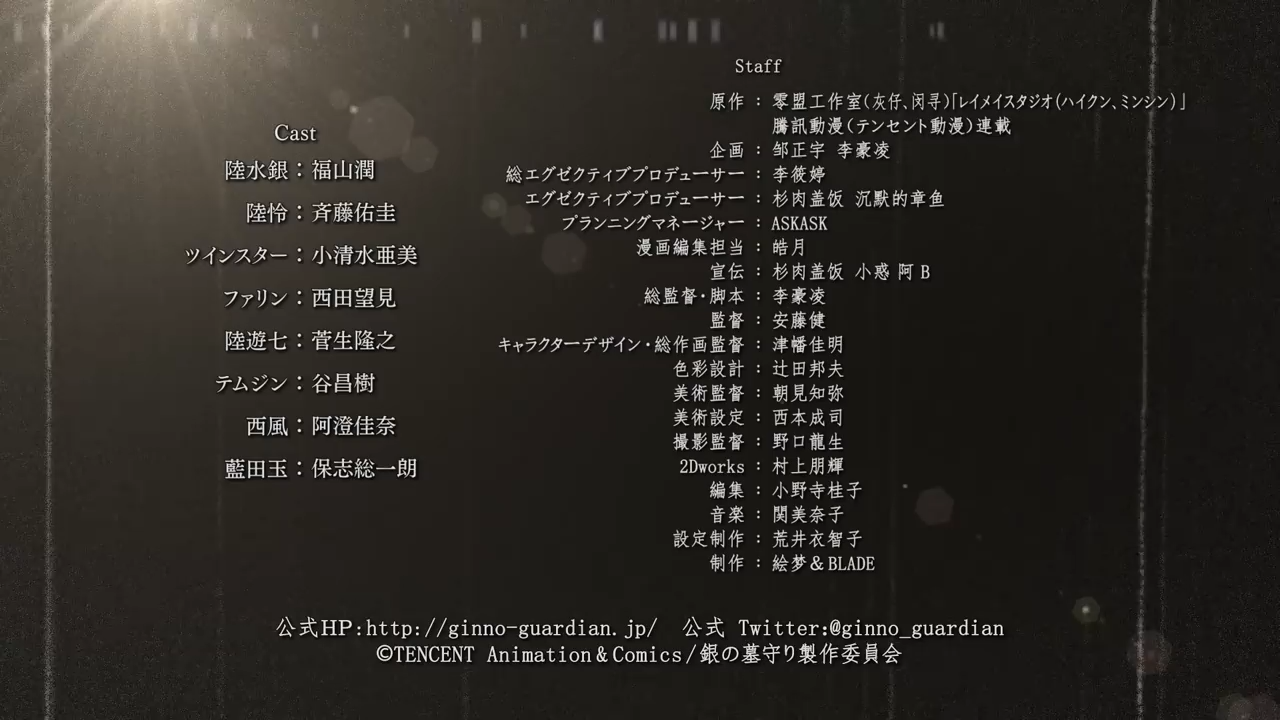 Cast
陸水銀：福山潤
陸怜：斉藤佑圭
ツインスター：小清水亜美
ファリン：西田望見
陸遊七：菅生隆之
テムジン：谷昌樹
西風：阿澄佳奈
藍田玉：保志総一朗
Staff
原作：零盟工作室(灰仔、闵寻)「レイメイスタジオ(ハイクン、ミンシン)」
騰訊動漫(テンセント動漫)連載
企画：邹正宇 李豪凌
総エグゼクティブプロデューサー：李筱婷
エグゼクティブプロデューサー：杉肉盖饭 沉默的章鱼
プランニングマネージャー：ASKASK
漫画編集担当：皓月
宣伝：杉肉盖饭 小惑 阿B
総監督・脚本：李豪凌
監督：安藤健
キャラクターデザイン・総作画監督：津幡佳明
色彩設計：辻田邦夫
美術監督：朝見知弥
美術設定：西本成司
撮影監督：野口龍生
2Dworks：村上朋輝
編集：小野寺桂子
音楽：関美奈子
設定制作：荒井衣智子
制作：絵梦＆BLADE
公式HP:http://ginno-guardian.jp/ 公式 Twitter:@ginno_guardian
©TENCENT Animation＆Comics/銀の墓守り製作委員会